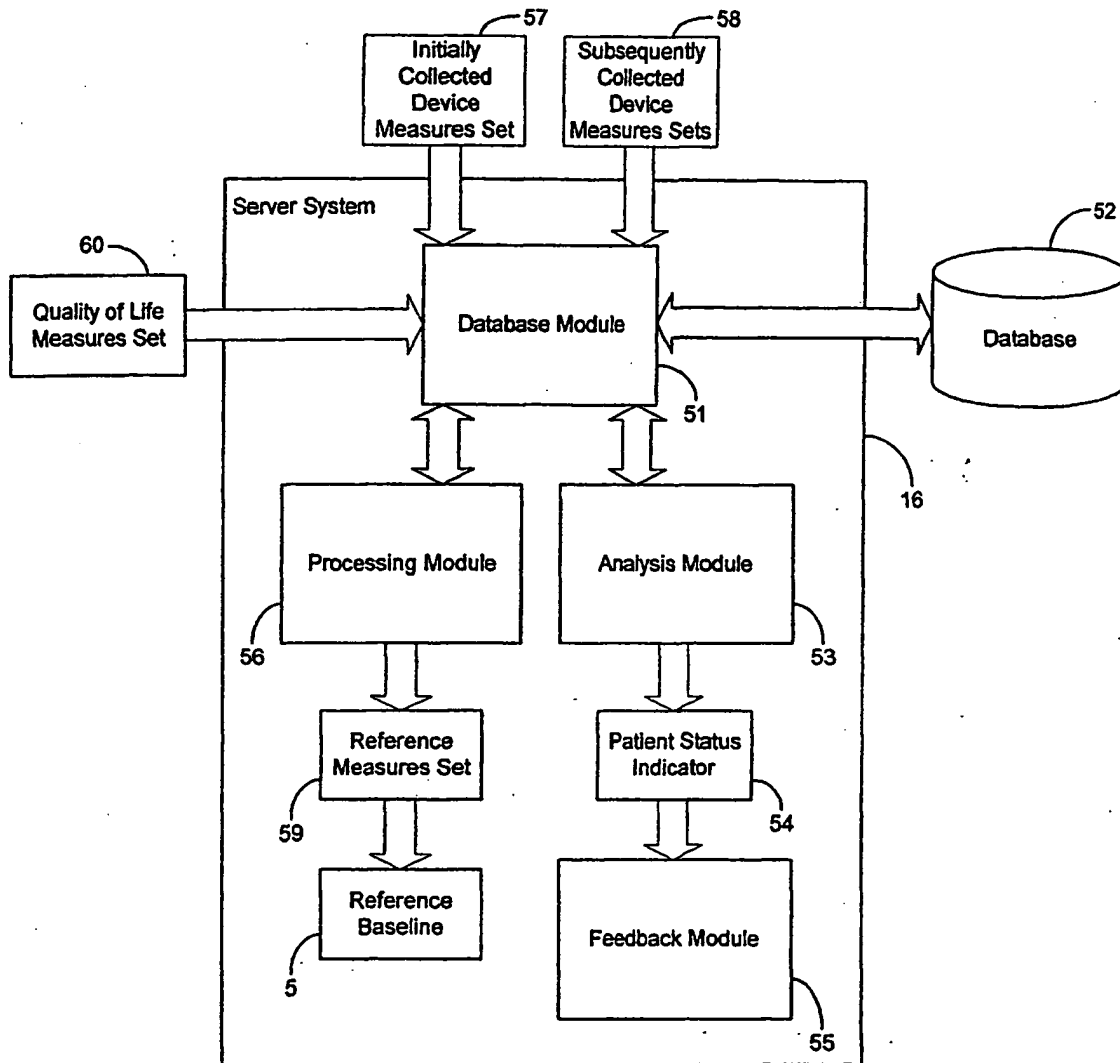 57
58
Initially
Collected
Device
Measures Set
Subsequently
Collected
Device
Measures Sets
Server System
52
60
Quality of Life
Measures Set
Database Module
Database
51
16
Processing Module
Analysis Module
56
53
Reference
Measures Set
Patient Status
Indicator
59
54
Reference
Baseline
Feedback Module
5
55